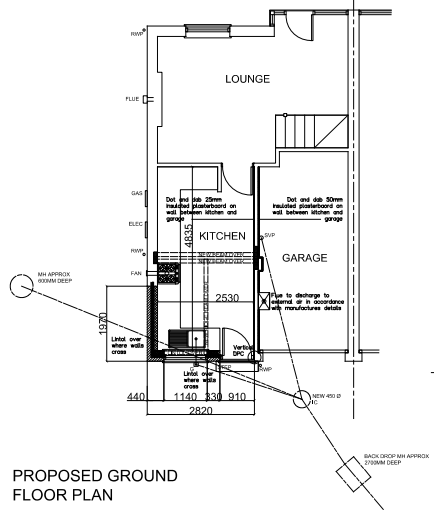 RWP
LOUNGE
FLUE
GAS
Dot and dab 25mm
insulated plasterboard on
wall between kitchen and
garage
Dot and dab 50mm
insulated plasterboard on
wall between kitchen and
garage
ELEC
4835
KITCHEN
SVP
RWP
GARAGE
FAN
MH APPROX
600MM DEEP
2530
Flue to discharge to
external air in accordance
with manufactures details
1970
Lintol over
where walls
cross
Vertical
DPC
Lintol over
where walls
cross
G
RWP
440
1140
330
910
2820
NEW 450 Ø
IC
BACK DROP MH APPROX
2700MM DEEP
PROPOSED GROUND
FLOOR PLAN